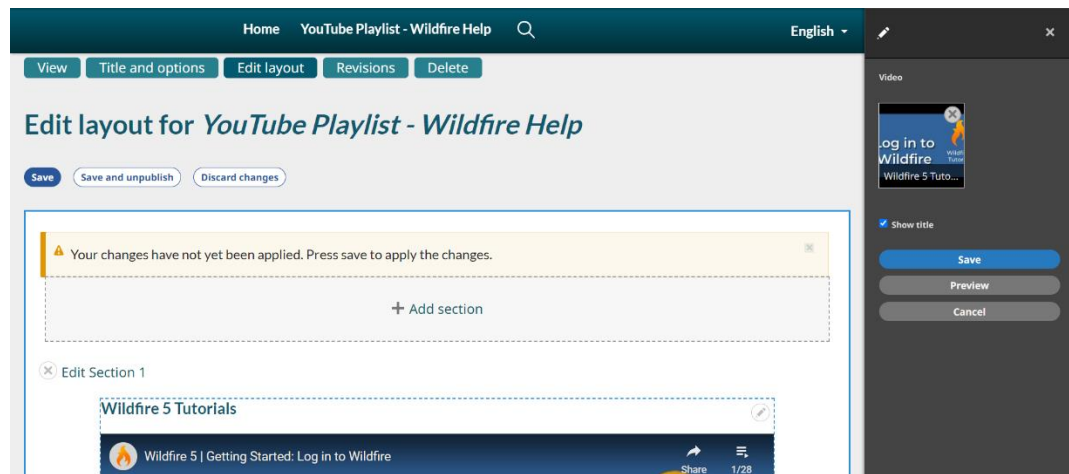 Home YouTube Playlist - Wildfire Help English
View Title and options Edit layout Revisions Delete
Edit layout for YouTube Playlist - Wildfire Help
Save Save and unpublish Discard changes
Your changes have not yet been applied. Press save to apply the changes.
+ Add section
Edit Section 1
Wildfire 5 Tutorials
Wildfire 5 | Getting Started: Log in to Wildfire
Share 1/28
Video
Log in to
Wildfire
Wildfire 5 Tuto...
Show title
Save
Preview
Cancel